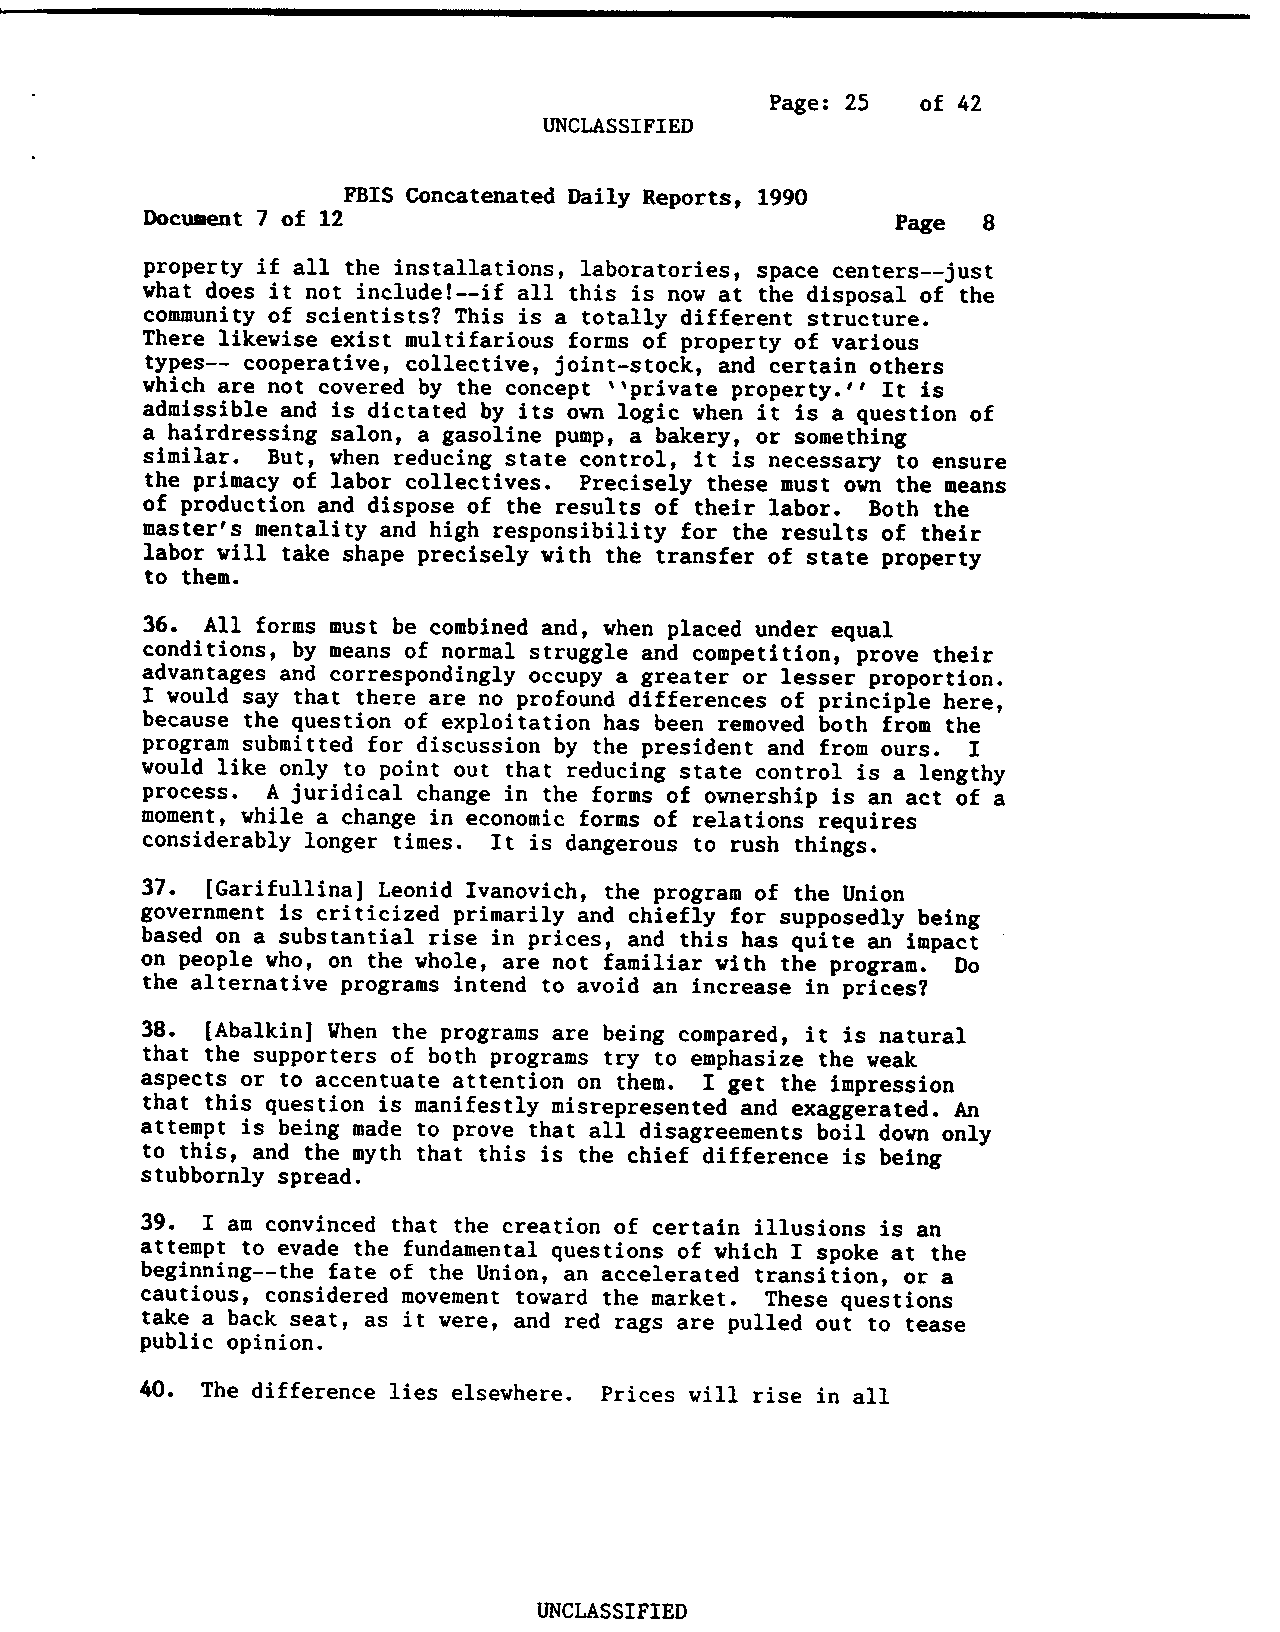 Page: 25 of 42
UNCLASSIFIED
FBIS Concatenated Daily Reports, 1990
Document 7 of 12
Page 8
property if all the installations, laboratories, space centers--just
what does it not include!--if all this is now at the disposal of the
community of scientists? This is a totally different structure.
There likewise exist multifarious forms of property of various
types-- cooperative, collective, joint-stock, and certain others
which are not covered by the concept ``private property.'' It is
admissible and is dictated by its own logic when it is a question of
a hairdressing salon, a gasoline pump, a bakery, or something
similar. But, when reducing state control, it is necessary to ensure
the primacy of labor collectives. Precisely these must own the means
of production and dispose of the results of their labor. Both the
master's mentality and high responsibility for the results of their
labor will take shape precisely with the transfer of state property
to them.
36. All forms must be combined and, when placed under equal
conditions, by means of normal struggle and competition, prove their
advantages and correspondingly occupy a greater or lesser proportion.
I would say that there are no profound differences of principle here,
because the question of exploitation has been removed both from the
program submitted for discussion by the president and from ours. I
would like only to point out that reducing state control is a lengthy
process. A juridical change in the forms of ownership is an act of a
moment, while a change in economic forms of relations requires
considerably longer times. It is dangerous to rush things.
37. [Garifullina] Leonid Ivanovich, the program of the Union
government is criticized primarily and chiefly for supposedly being
based on a substantial rise in prices, and this has quite an impact
on people who, on the whole, are not familiar with the program. Do
the alternative programs intend to avoid an increase in prices?
38. [Abalkin] When the programs are being compared, it is natural
that the supporters of both programs try to emphasize the weak
aspects or to accentuate attention on them. I get the impression
that this question is manifestly misrepresented and exaggerated. An
attempt is being made to prove that all disagreements boil down only
to this, and the myth that this is the chief difference is being
stubbornly spread.
39. I am convinced that the creation of certain illusions is an
attempt to evade the fundamental questions of which I spoke at the
beginning--the fate of the Union, an accelerated transition, or a
cautious, considered movement toward the market. These questions
take a back seat, as it were, and red rags are pulled out to tease
public opinion.
40. The difference lies elsewhere. Prices will rise in all
UNCLASSIFIED